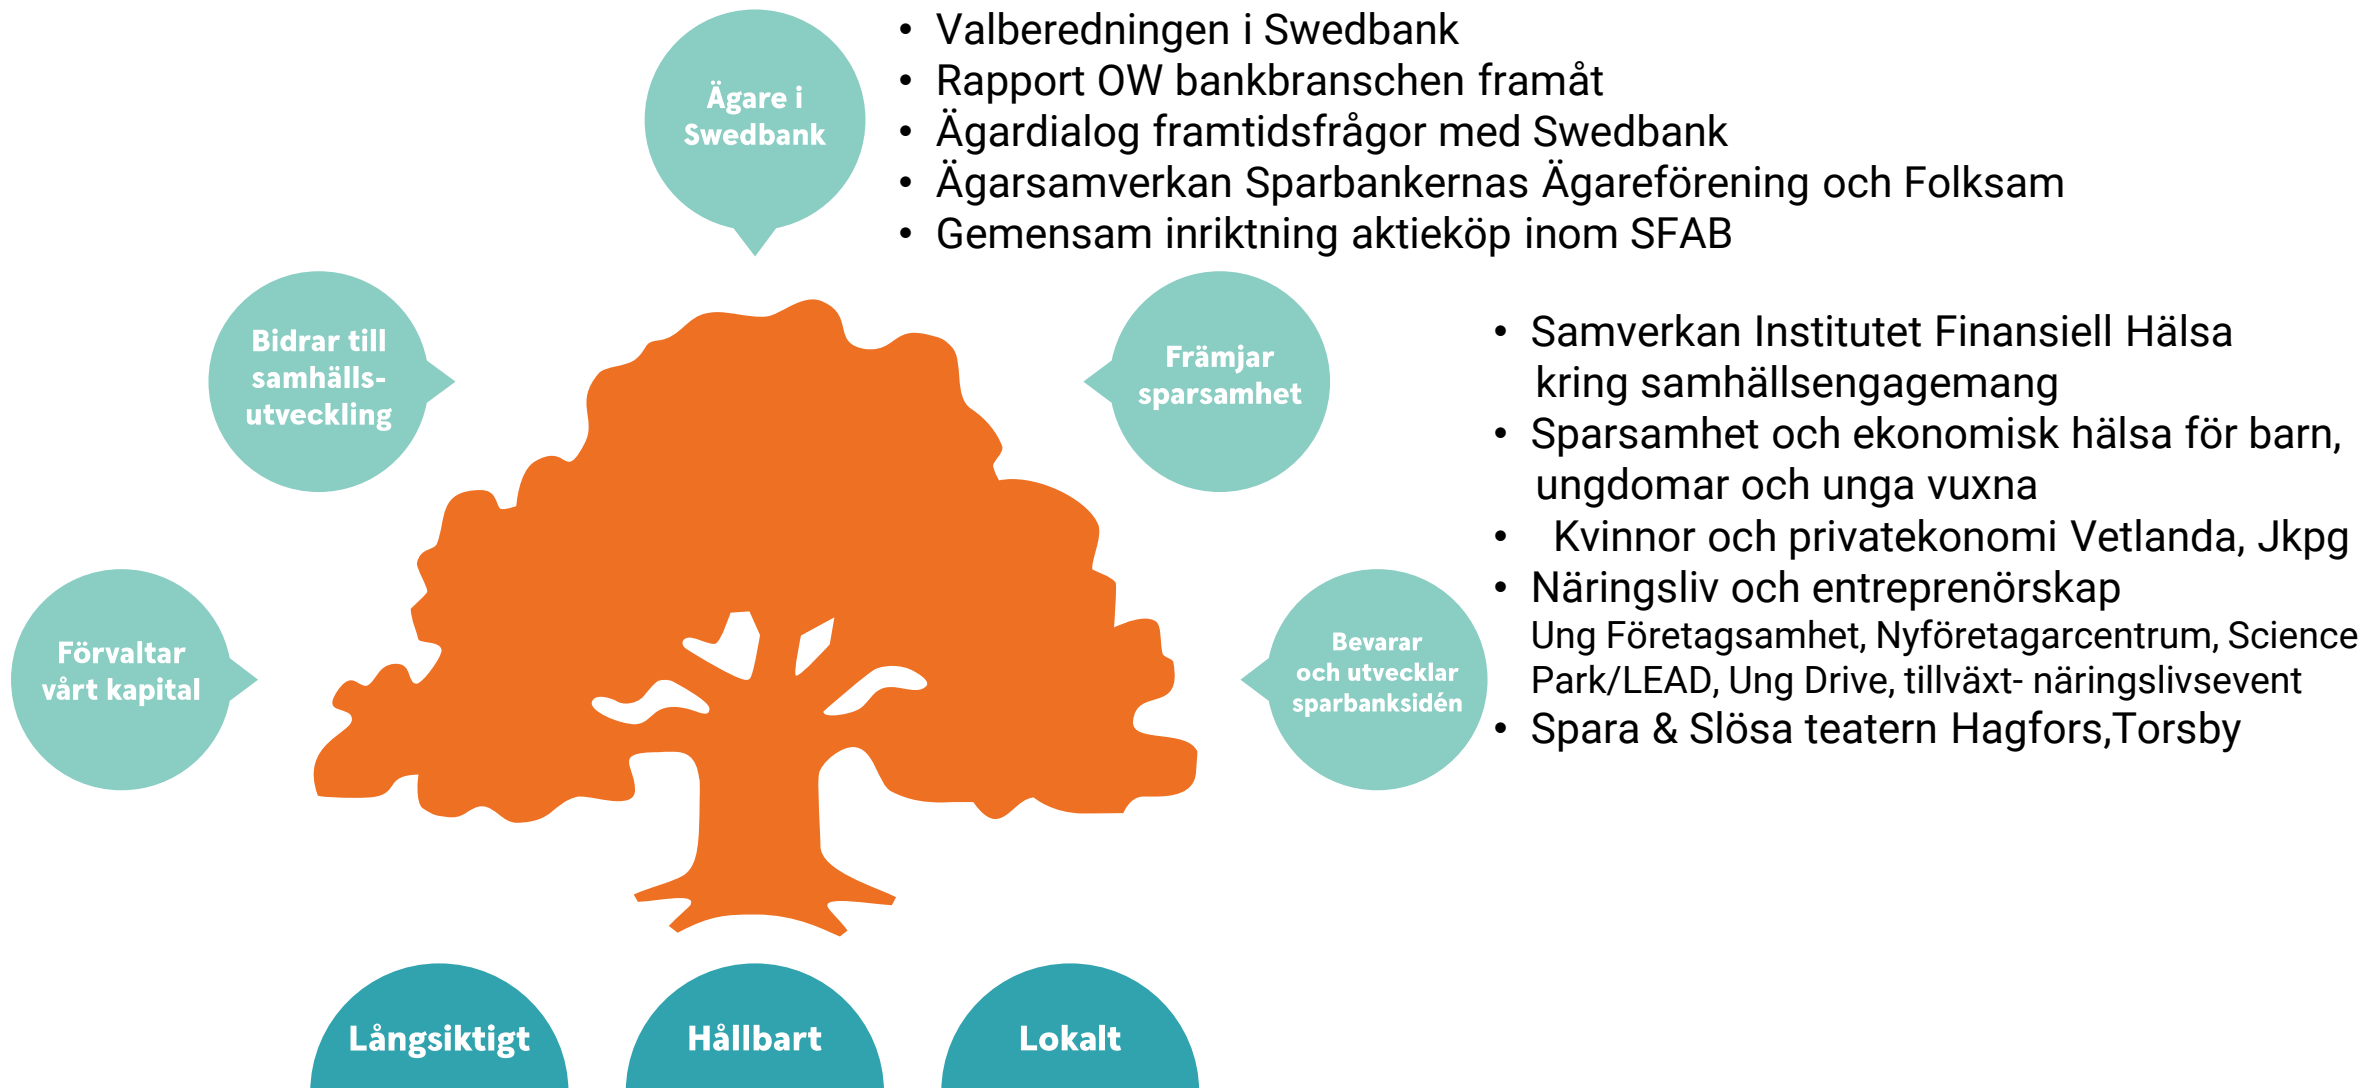 Ägare i
Swedbank
• Valberedningen i Swedbank
• Rapport OW bankbranschen framåt
• Ägardialog framtidsfrågor med Swedbank
• Ägarsamverkan Sparbankernas Ägareförening och Folksam
• Gemensam inriktning aktieköp inom SFAB
Bidrar till
samhälls-
utveckling
Främjar
sparsamhet
• Samverkan Institutet Finansiell Hälsa
kring samhällsengagemang
• Sparsamhet och ekonomisk hälsa för barn,
ungdomar och unga vuxna
• Kvinnor och privatekonomi Vetlanda, Jkpg
• Näringsliv och entreprenörskap
Ung Företagsamhet, Nyföretagarcentrum, Science
Park/LEAD, Ung Drive, tillväxt- näringslivsevent
• Spara & Slösa teatern Hagfors,Torsby
Förvaltar
vårt kapital
Bevarar
och utvecklar
sparbanksidén
Långsiktigt
Hållbart
Lokalt